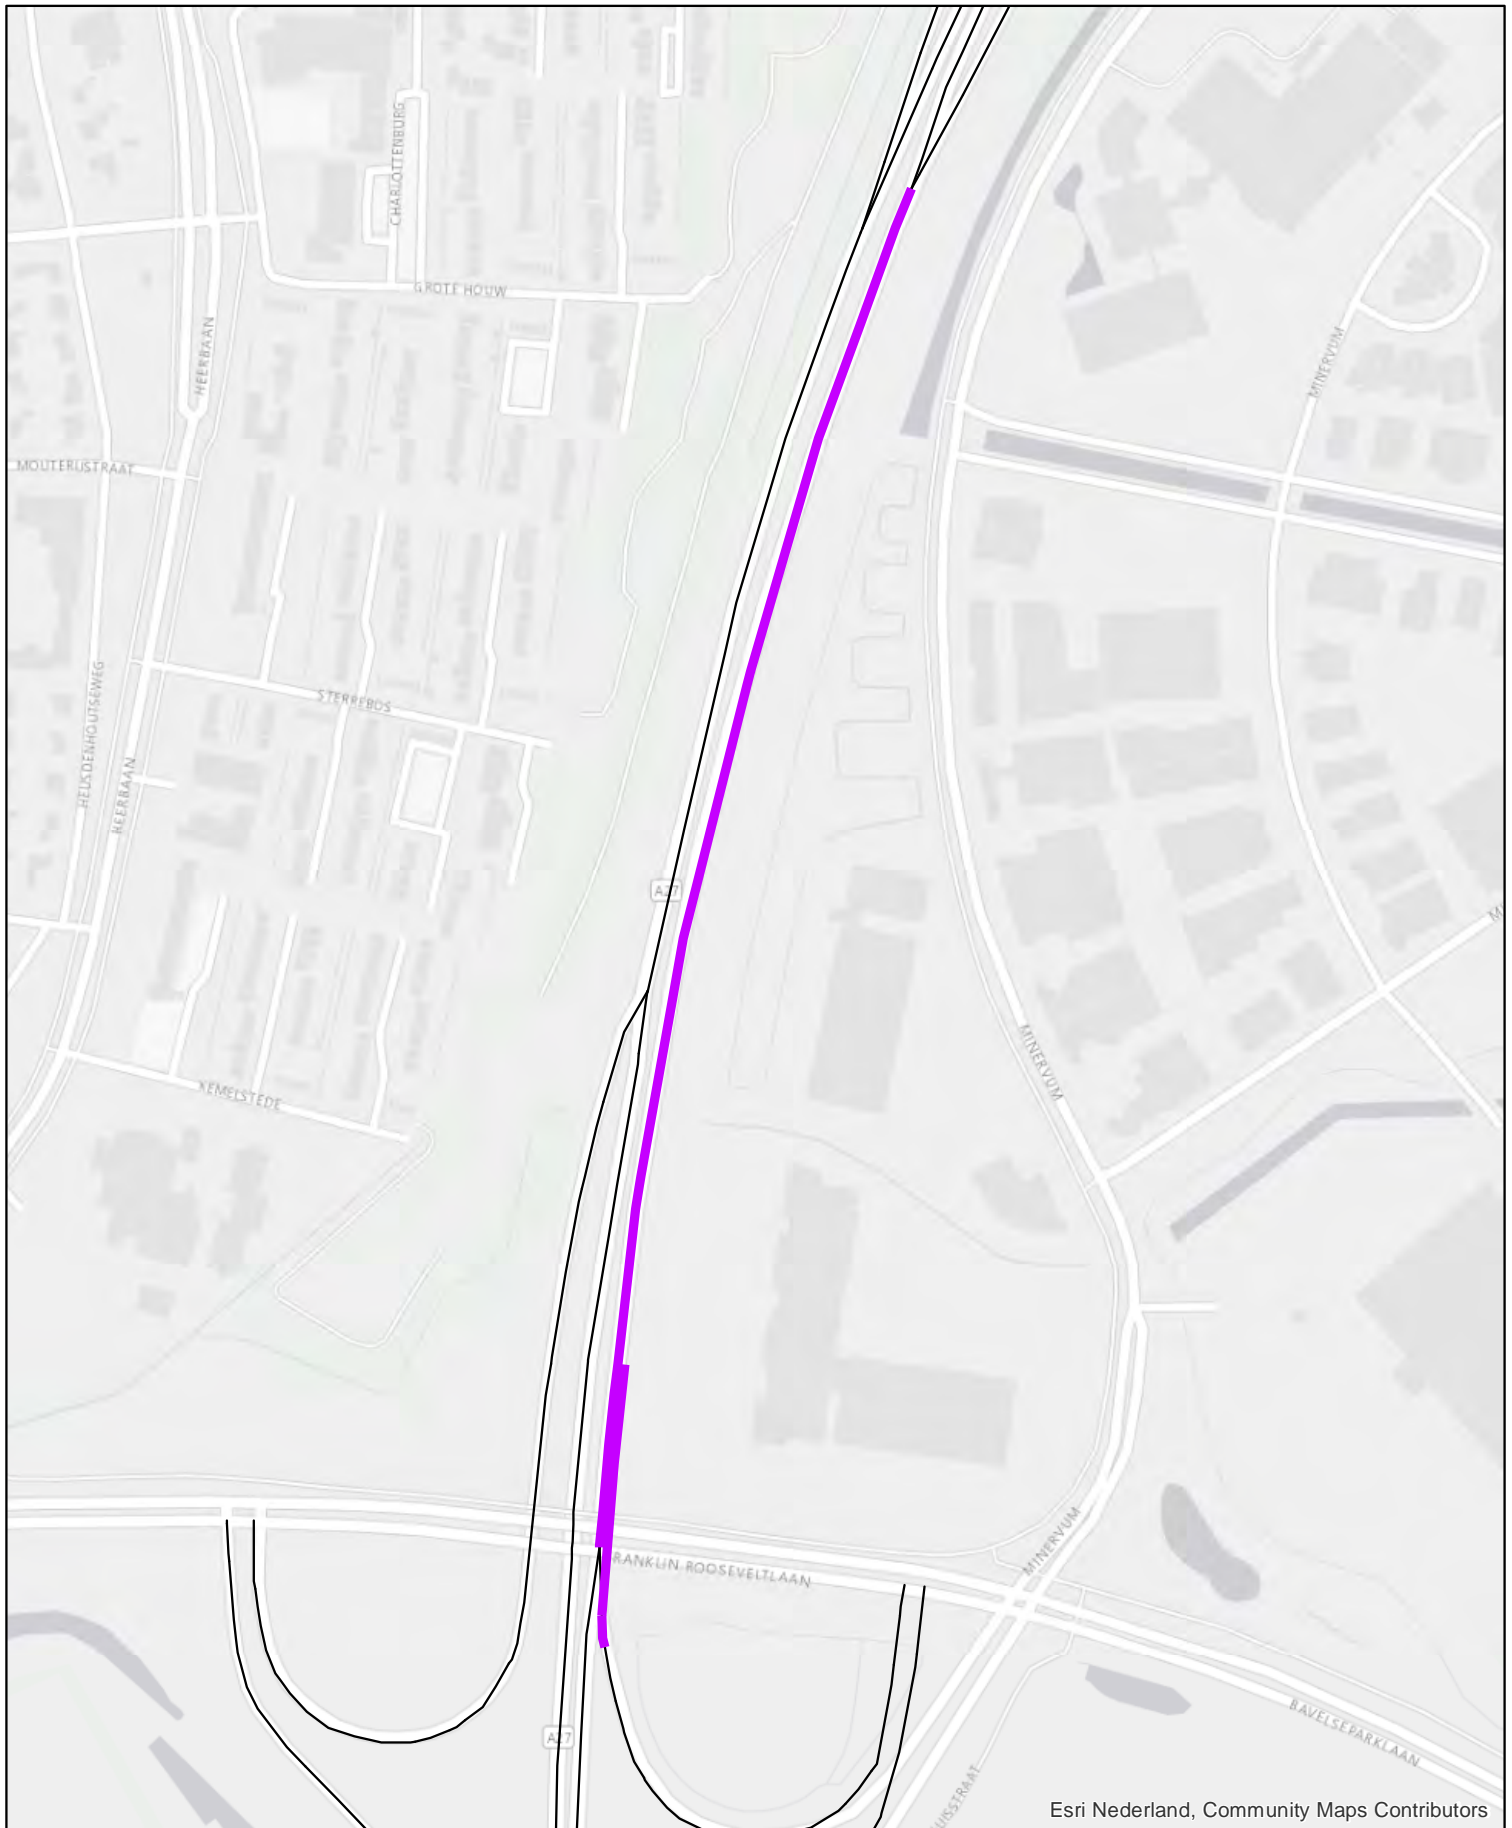 CHARLOTTENBURG
GROTE HOUW
HEERBAAN
MINERVUM
MOUTERIJSTRAAT
HEUSDENHOUTSEWEG
STERREBOS
HEERBAAN
A27
MINERVUM
KEMELSTEDE
MINERVUM
RANKLIN ROOSEVELTLAAN
A27
BAVELSEPARKLAAN
UISSTRAAT
Esri Nederland, Community Maps Contributors